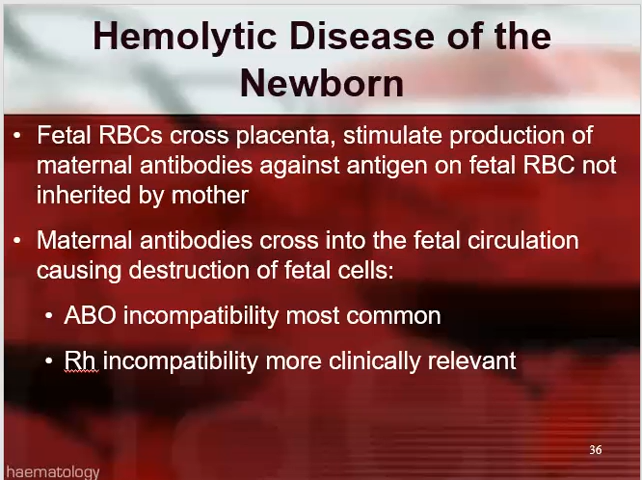 Hemolytic Disease of the
Newborn
• Fetal RBCs cross placenta, stimulate production of
maternal antibodies against antigen on fetal RBC not
inherited by mother
• Maternal antibodies cross into the fetal circulation
causing destruction of fetal cells:
• ABO incompatibility most common
• Rh incompatibility more clinically relevant
36
haematology